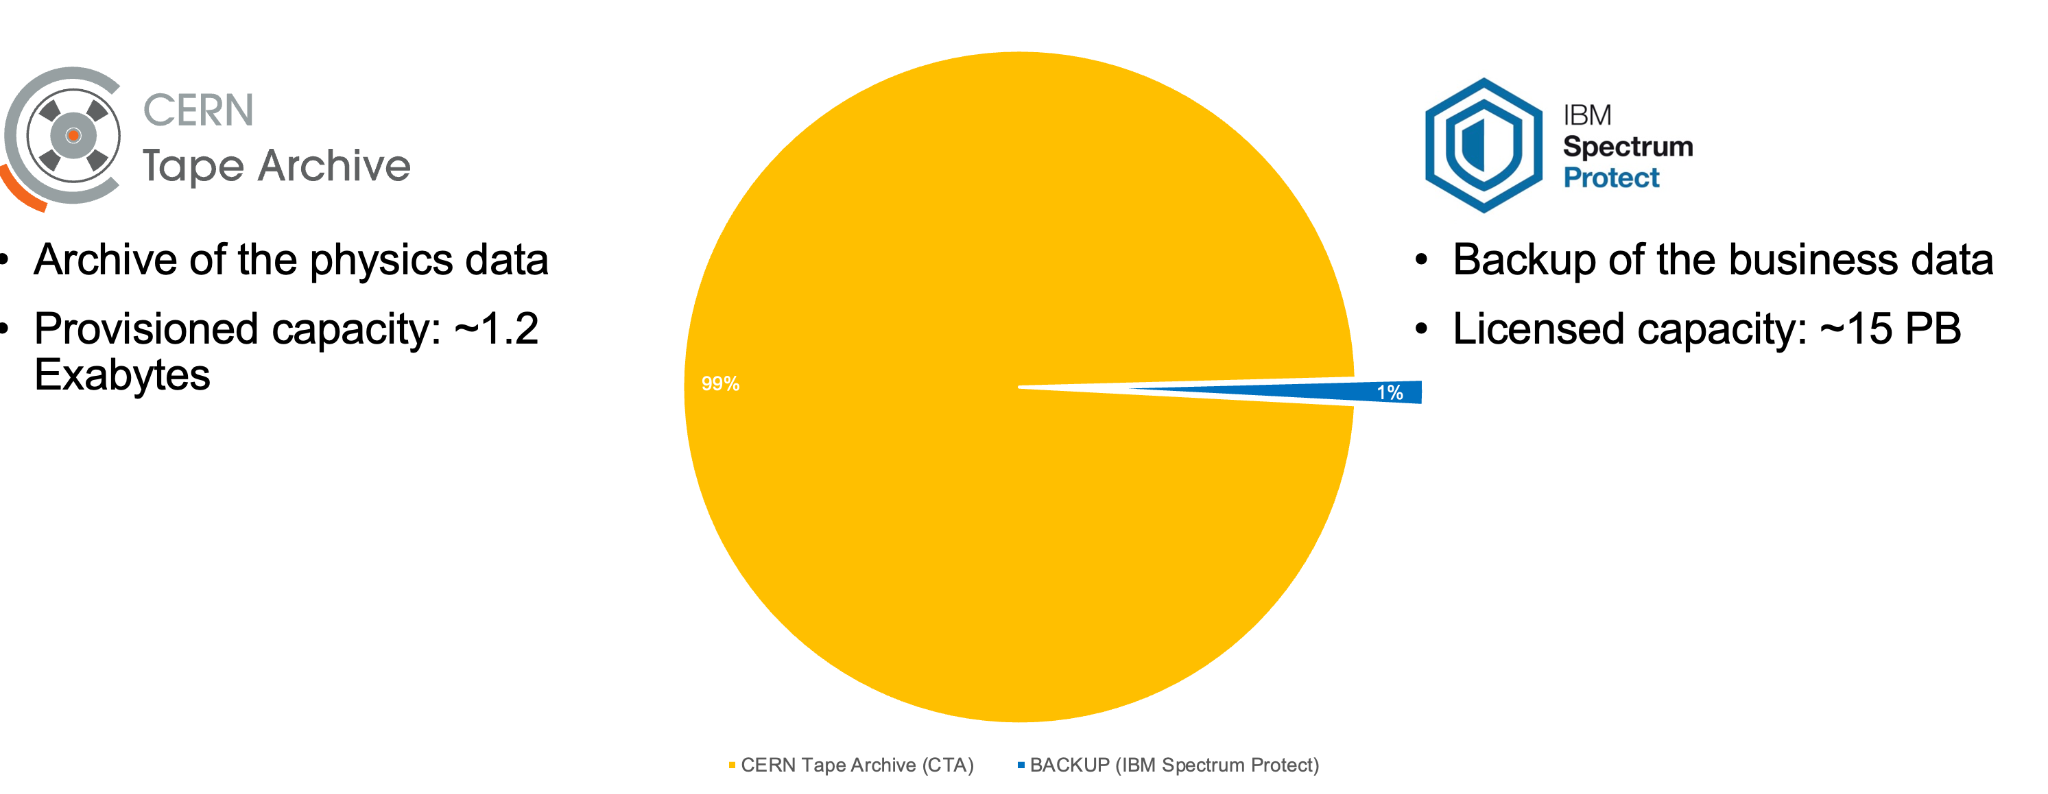 CERN
Tape Archive
• Archive of the physics data
• Provisioned capacity: ~1.2
Exabytes
99%
1%
IBM
Spectrum
Protect
• Backup of the business data
• Licensed capacity: ~15 PB
CERN Tape Archive (CTA)
BACKUP (IBM Spectrum Protect)